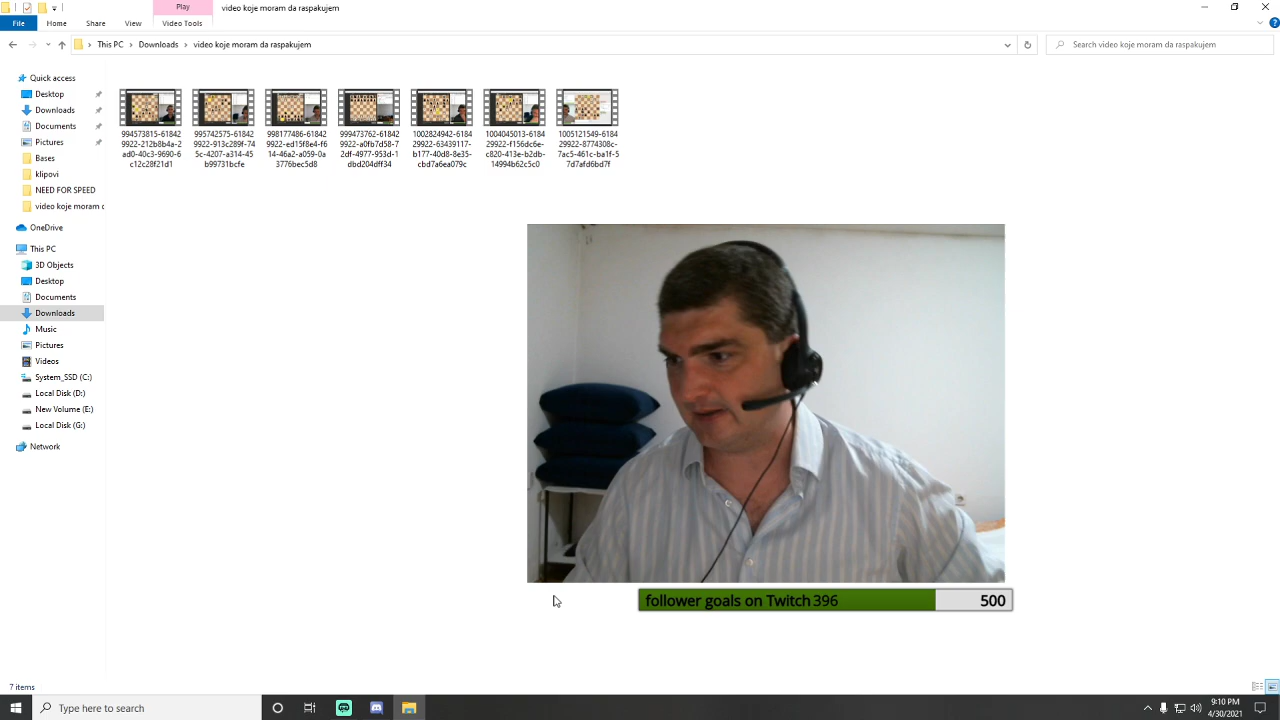 Play
video koje moram da raspakujem
File
Home
Share
View
Video Tools
This PC
Downloads
video koje moram da raspakujem
Search video koje moram da raspakujem
Quick access
Desktop
Downloads
Documents
Pictures
Bases
klipovi
NEED FOR SPEED
video koje moram c
OneDrive
This PC
3D Objects
Desktop
Documents
Downloads
Music
Pictures
Videos
System_SSD (C:)
Local Disk (D:)
New Volume (E:)
Local Disk (G:)
Network
994573815-61842
9922-212b8b4a-2
ad0-40c3-9690-6
c12c28f21d1
995742575-61842
9922-913c289f-74
5c-4207-a314-45
b99731bcfe
998177486-61842
9922-ed15f8e4-f6
14-46a2-a059-0a
3776bec5d8
999473762-61842
9922-a0fb7d58-7
2df-4977-953d-1
dbd204dff34
1002824942-6184
29922-63439117-
b177-40d8-8e35-
cbd7a6ea079c
1004045013-6184
29922-f156dc6e-
c820-413e-b2db-
14994b62c5c0
1005121549-6184
29922-8774308c-
7ac5-461c-ba1f-5
7d7afd6bd7f
follower goals on Twitch 396
500
7 items
Type here to search
9:10 PM
4/30/2021